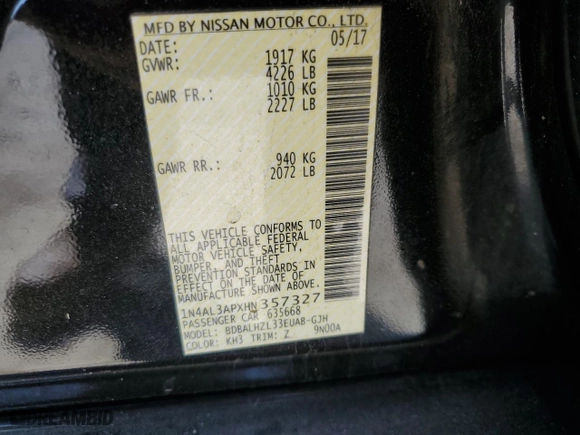 MFD BY NISSAN MOTOR CO., LTD.
DATE: 05/17
GVWR: 1917 KG
4226 LB
GAWR FR.: 1010 KG
2227 LB
GAWR RR.: 940 KG
2072 LB
THIS VEHICLE CONFORMS TO
ALL APPLICABLE FEDERAL
MOTOR VEHICLE SAFETY,
BUMPER, AND THEFT
PREVENTION STANDARDS IN
EFFECT ON THE DATE OF
MANUFACTURE SHOWN ABOVE.
1N4AL3APXHN357327
PASSENGER CAR 635668
MODEL: BDBALHZL33EUAB-GJH
COLOR: KH3 TRIM: Z 9N00A
DREAMBID